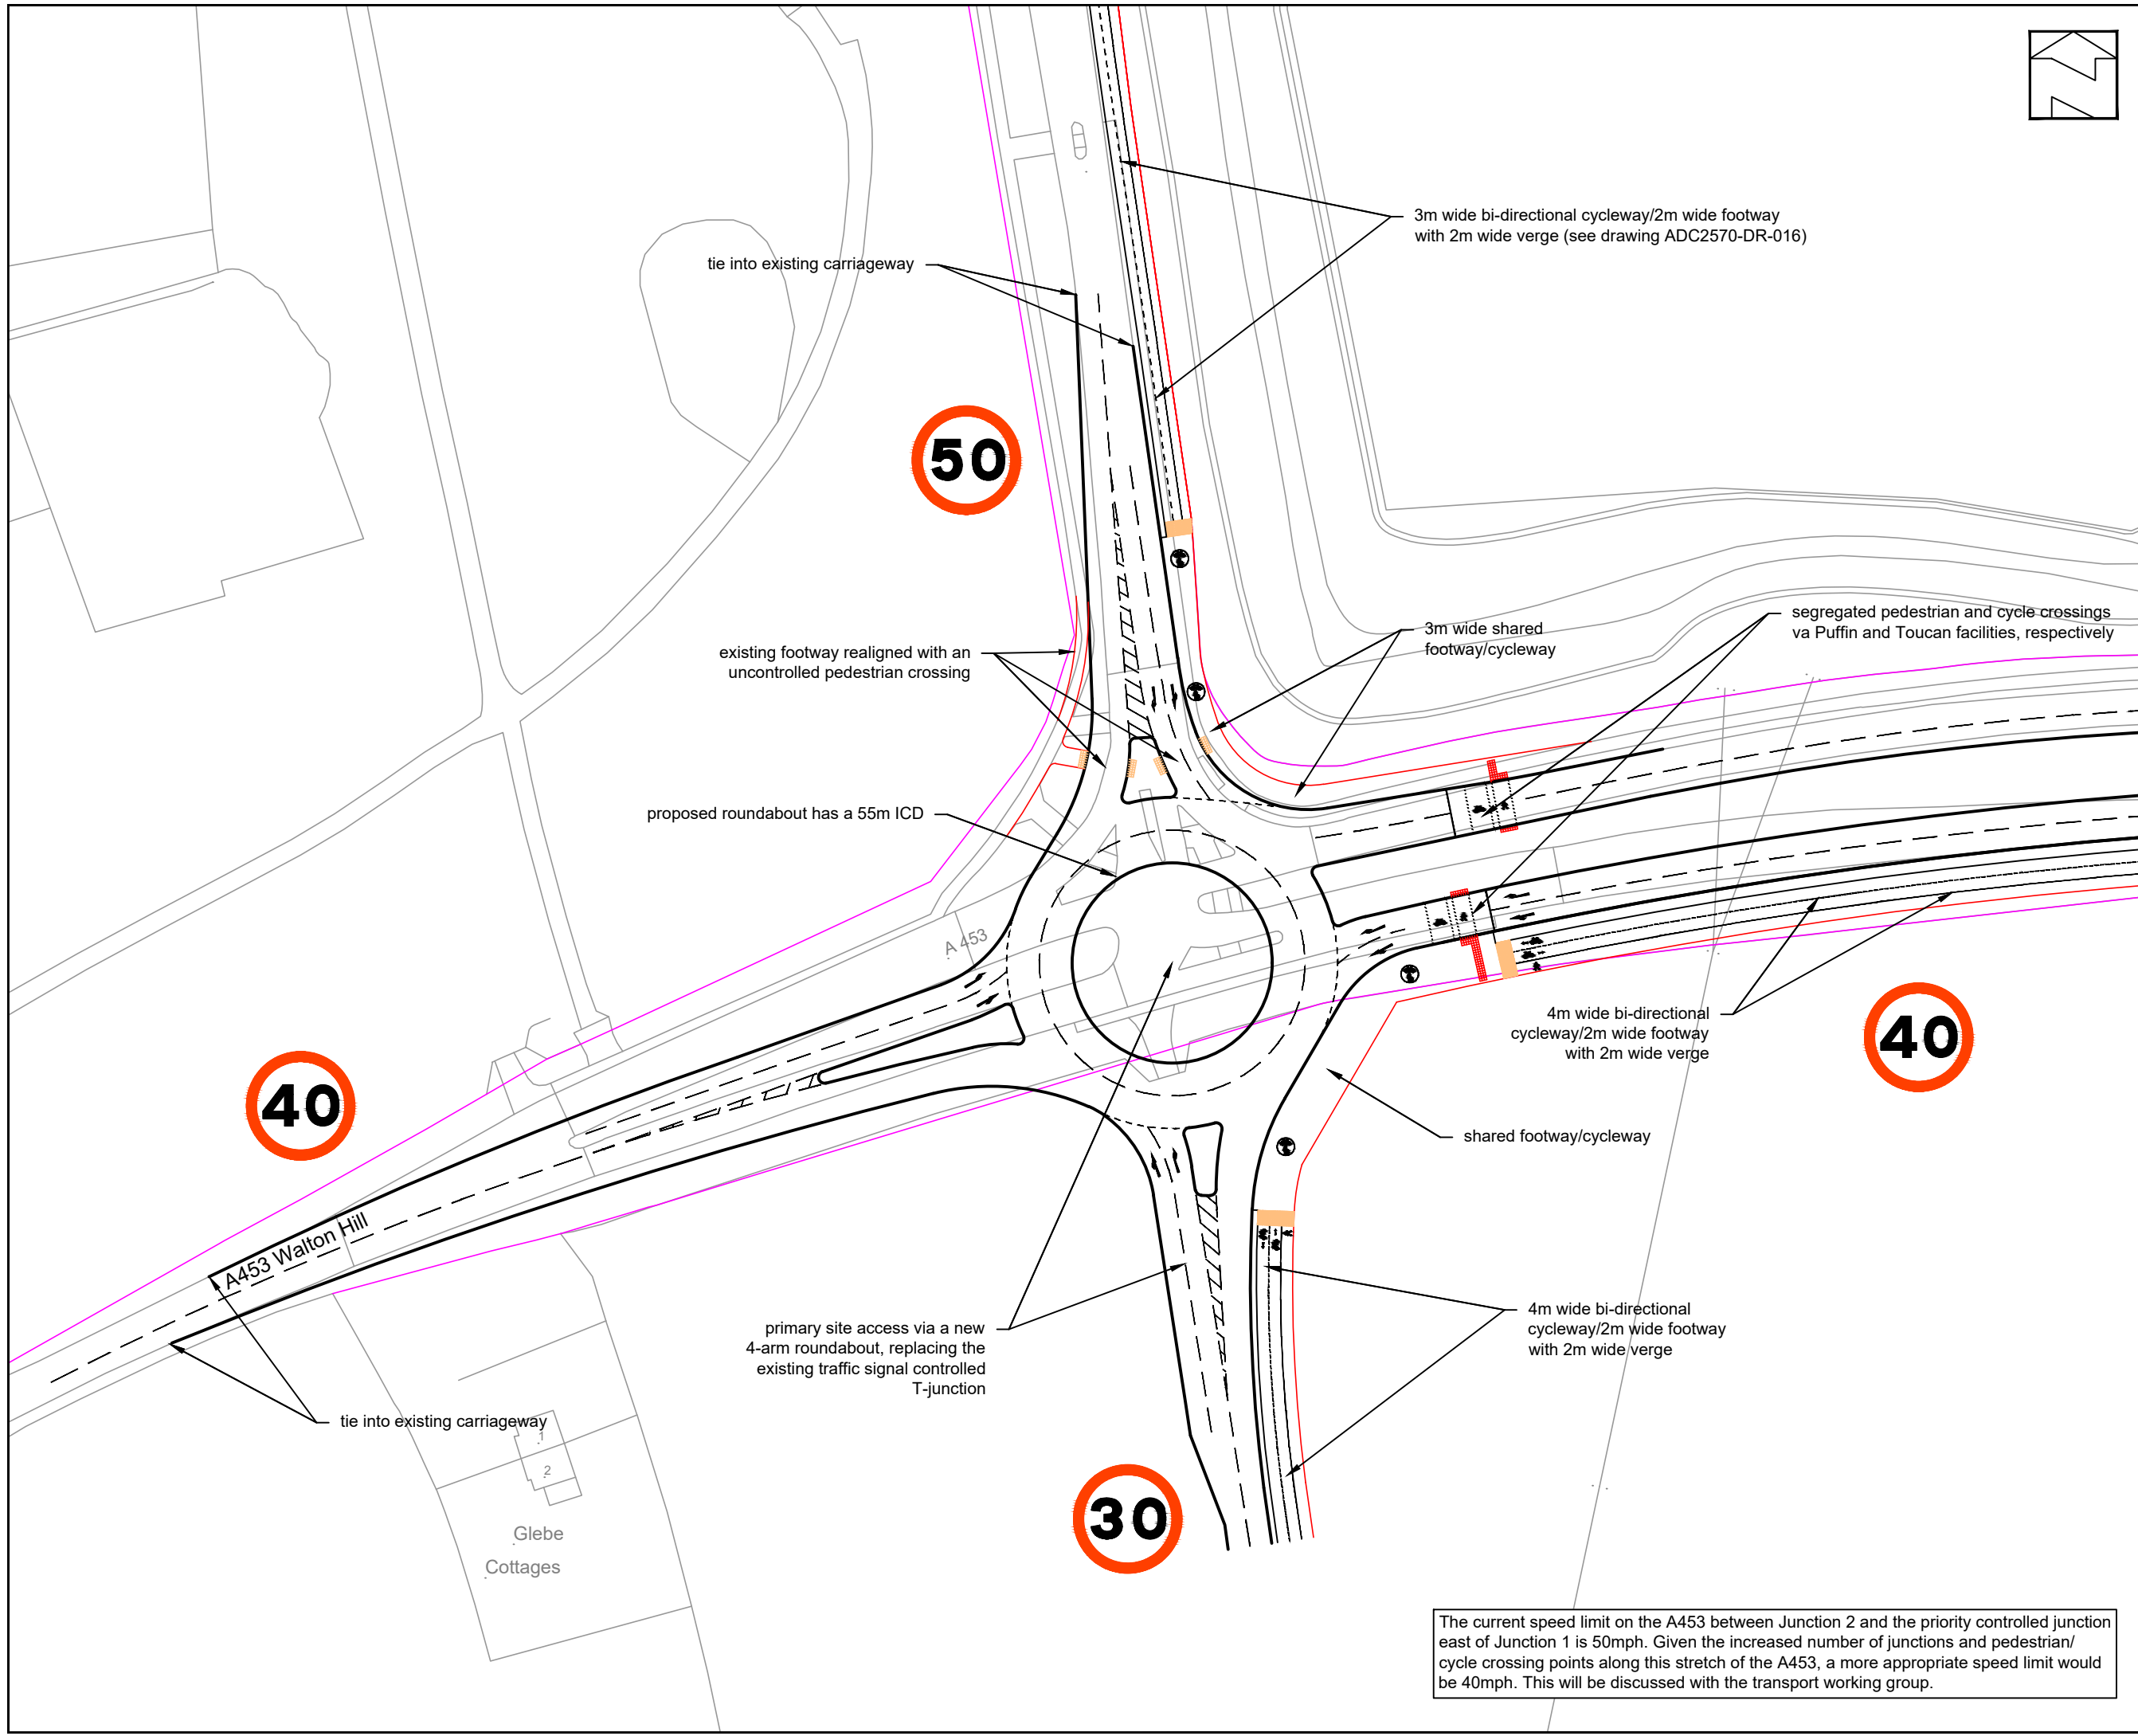 3m wide bi-directional cycleway/2m wide footway
with 2m wide verge (see drawing ADC2570-DR-016)
tie into existing carriageway
50
segregated pedestrian and cycle crossings
va Puffin and Toucan facilities, respectively
3m wide shared
footway/cycleway
existing footway realigned with an
uncontrolled pedestrian crossing
proposed roundabout has a 55m ICD
A 453
4m wide bi-directional
cycleway/2m wide footway
with 2m wide verge
40
40
shared footway/cycleway
A453 Walton Hill
4m wide bi-directional
cycleway/2m wide footway
with 2m wide verge
primary site access via a new
4-arm roundabout, replacing the
existing traffic signal controlled
T-junction
tie into existing carriageway
1
2
30
Glebe
Cottages
The current speed limit on the A453 between Junction 2 and the priority controlled junction
east of Junction 1 is 50mph. Given the increased number of junctions and pedestrian/
cycle crossing points along this stretch of the A453, a more appropriate speed limit would
be 40mph. This will be discussed with the transport working group.